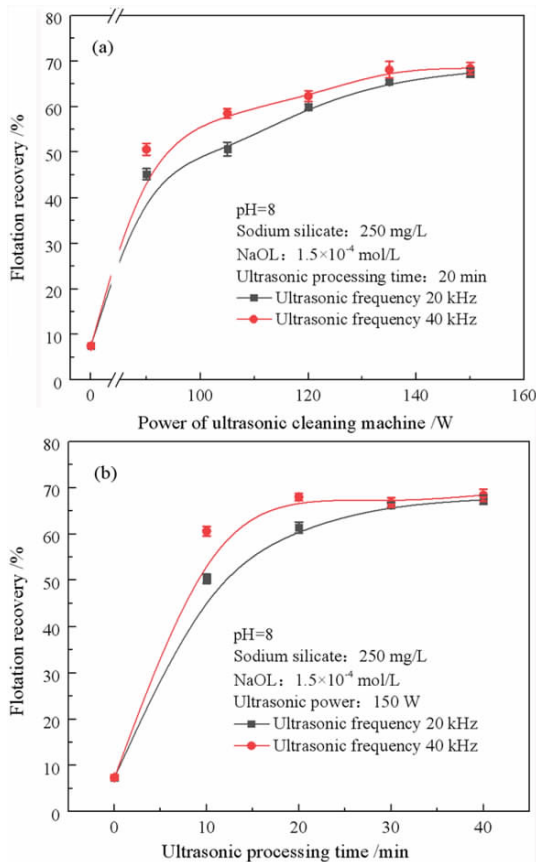 (a)
80
70
60
50
40
30
20
10
0
Flotation recovery /%
pH=8
Sodium silicate：250 mg/L
NaOL：1.5×10⁻⁴ mol/L
Ultrasonic processing time：20 min
Ultrasonic frequency 20 kHz
Ultrasonic frequency 40 kHz
0 100 120 140 160
Power of ultrasonic cleaning machine /W
(b)
80
70
60
50
40
30
20
10
0
Flotation recovery /%
pH=8
Sodium silicate：250 mg/L
NaOL：1.5×10⁻⁴ mol/L
Ultrasonic power：150 W
Ultrasonic frequency 20 kHz
Ultrasonic frequency 40 kHz
0 10 20 30 40
Ultrasonic processing time /min